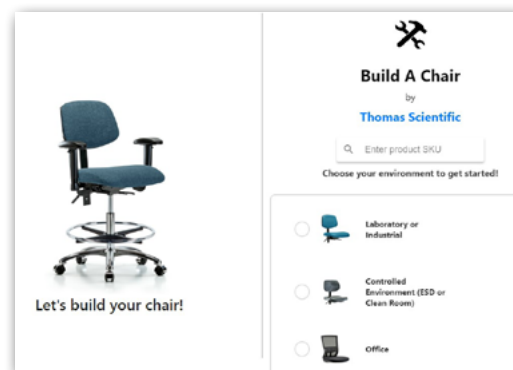 Let's build your chair!
Build A Chair
by
Thomas Scientific
Enter product SKU
Choose your environment to get started!
Laboratory or
Industrial
Controlled
Environment (ESD or
Clean Room)
Office